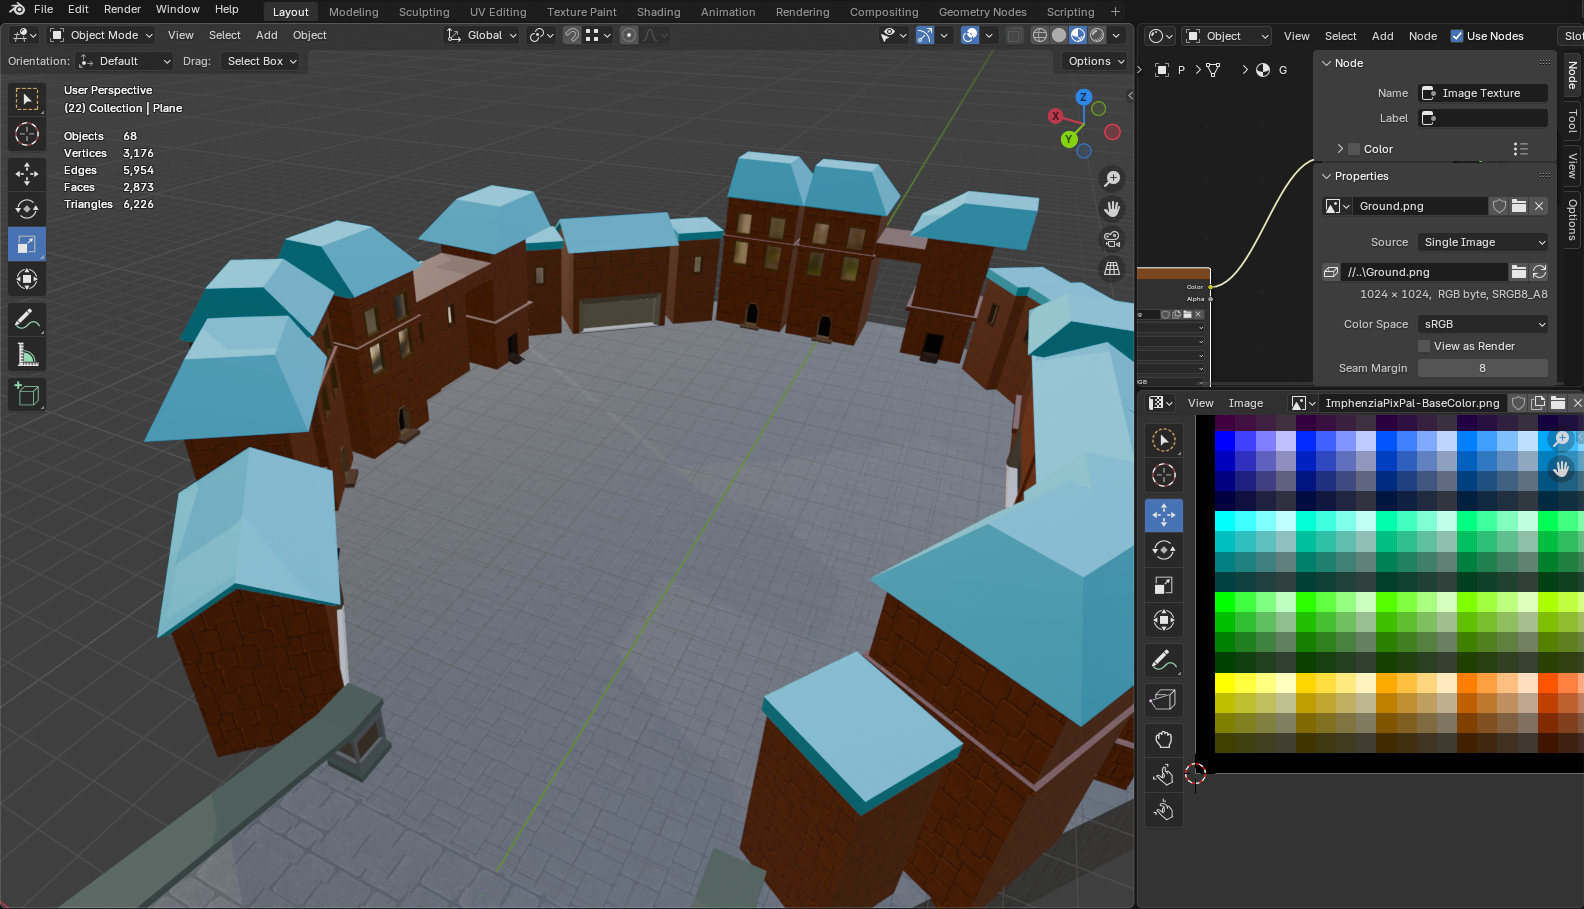 File Edit Render Window Help Layout Modeling Sculpting UV Editing Texture Paint Shading Animation Rendering Compositing Geometry Nodes Scripting +
Object Mode View Select Add Object Global
Orientation: Default Drag: Select Box Options
User Perspective
(22) Collection | Plane
Objects 68
Vertices 3,176
Edges 5,954
Faces 2,873
Triangles 6,226
Z
X
Y
Object View Select Add Node Use Nodes Slot
P G
Node
Name Image Texture
Label
Color
Properties
Ground.png
Source Single Image
//..\Ground.png
1024 × 1024, RGB byte, SRGB8_A8
Color Space sRGB
View as Render
Seam Margin 8
Node
Tool
View
Options
Color
Alpha
View Image ImphenziaPixPal-BaseColor.png